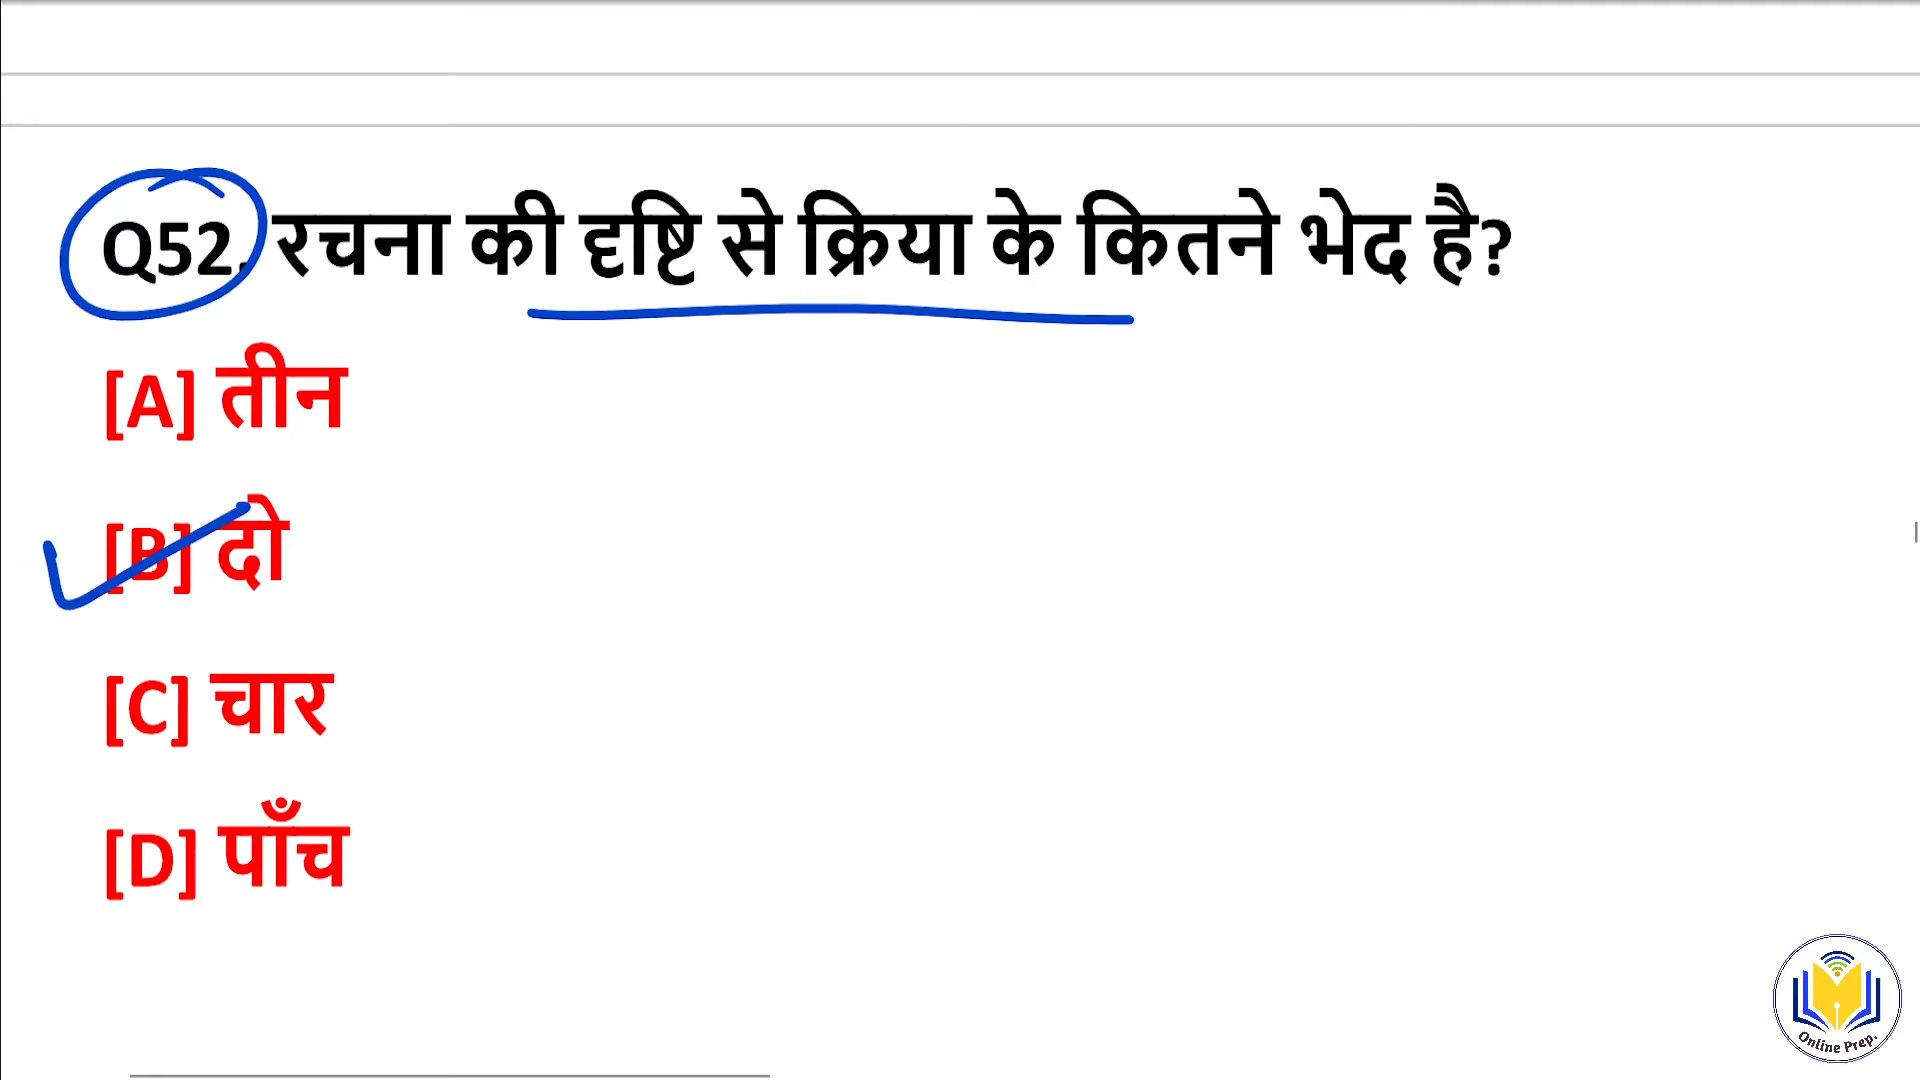 Q52. रचना की दृष्टि से क्रिया के कितने भेद है?
[A] तीन
[B] दो
[C] चार
[D] पाँच
Online Prep.